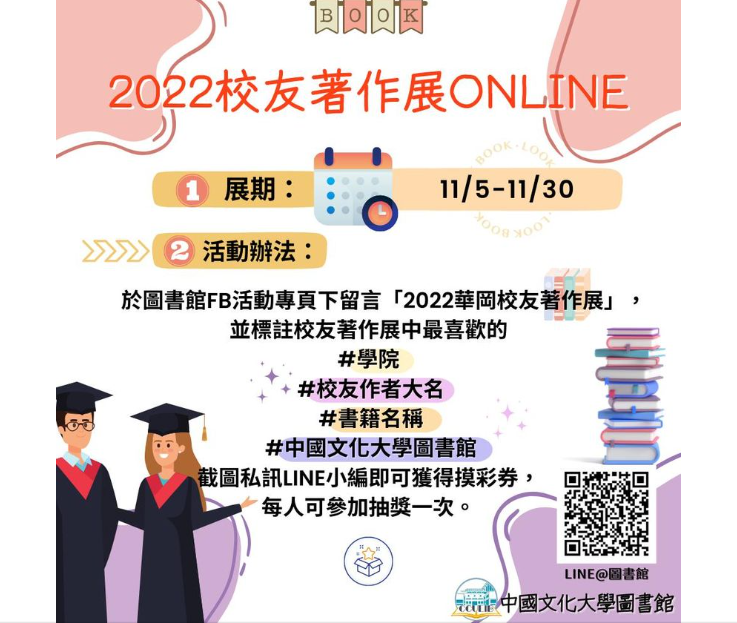 BOOK
2022校友著作展ONLINE
1 展期：
11/5-11/30
BOOK·LOOK
LOOK BOOK
2 活動辦法：
於圖書館FB活動專頁下留言「2022華岡校友著作展」，
並標註校友著作展中最喜歡的
#學院
#校友作者大名
#書籍名稱
#中國文化大學圖書館
截圖私訊LINE小編即可獲得摸彩券，
每人可參加抽獎一次。
LINE@圖書館
CCULIB
中國文化大學圖書館